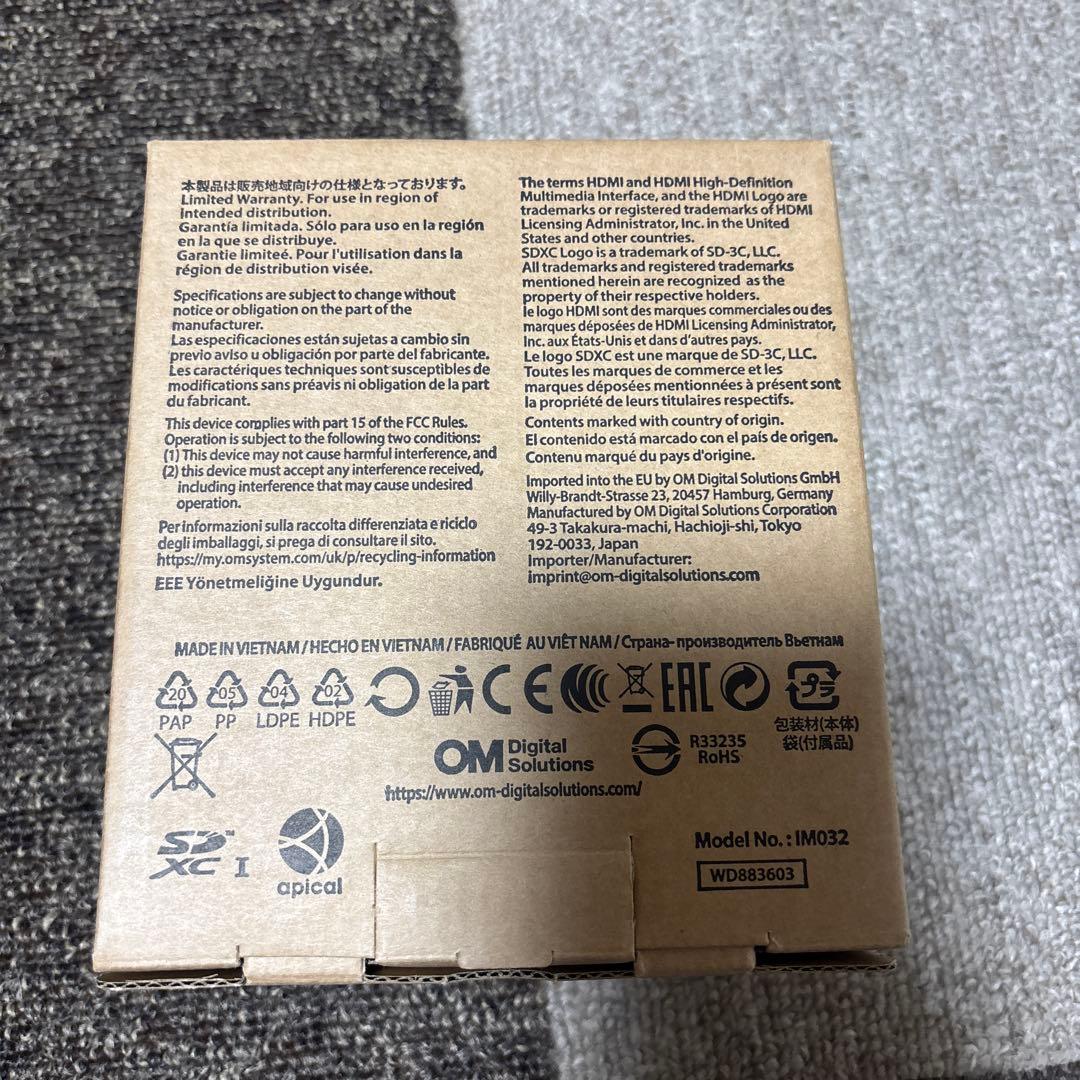 本製品は販売地域向けの仕様となっております。
Limited Warranty. For use in region of
intended distribution.
Garantía limitada. Sólo para uso en la región
en la que se distribuye.
Garantie limiteé. Pour l'utilisation dans la
région de distribution visée.
Specifications are subject to change without
notice or obligation on the part of the
manufacturer.
Las especificaciones están sujetas a cambio sin
previo aviso u obligación por parte del fabricante.
Les caractéristiques techniques sont susceptibles de
modifications sans préavis ni obligation de la part
du fabricant.
This device complies with part 15 of the FCC Rules.
Operation is subject to the following two conditions:
(1) This device may not cause harmful interference, and
(2) this device must accept any interference received,
including interference that may cause undesired
operation.
Per informazioni sulla raccolta differenziata e riciclo
degli imballaggi, si prega di consultare il sito.
https://my.omsystem.com/uk/p/recycling-information
EEE Yönetmeliğine Uygundur.
The terms HDMI and HDMI High-Definition
Multimedia Interface, and the HDMI Logo are
trademarks or registered trademarks of HDMI
Licensing Administrator, Inc. in the United
States and other countries.
SDXC Logo is a trademark of SD-3C, LLC.
All trademarks and registered trademarks
mentioned herein are recognized as the
property of their respective holders.
le logo HDMI sont des marques commerciales ou des
marques déposées de HDMI Licensing Administrator,
Inc. aux États-Unis et dans d'autres pays.
Le logo SDXC est une marque de SD-3C, LLC.
Toutes les marques de commerce et les
marques déposées mentionnées à présent sont
la propriété de leurs titulaires respectifs.
Contents marked with country of origin.
El contenido está marcado con el país de origen.
Contenu marqué du pays d'origine.
Imported into the EU by OM Digital Solutions GmbH
Willy-Brandt-Strasse 23, 20457 Hamburg, Germany
Manufactured by OM Digital Solutions Corporation
49-3 Takakura-machi, Hachioji-shi, Tokyo
192-0033, Japan
Importer/Manufacturer:
imprint@om-digitalsolutions.com
MADE IN VIETNAM / HECHO EN VIETNAM / FABRIQUÉ AU VIÊT NAM / Страна-производитель Вьетнам
20 05 04 02 CE EAC プラ
PAP PP LDPE HDPE
包装材(本体)
袋(付属品)
OM Digital
Solutions
R33235
RoHS
https://www.om-digitalsolutions.com/
SD™
XC I
apical
Model No. : IM032
WD883603